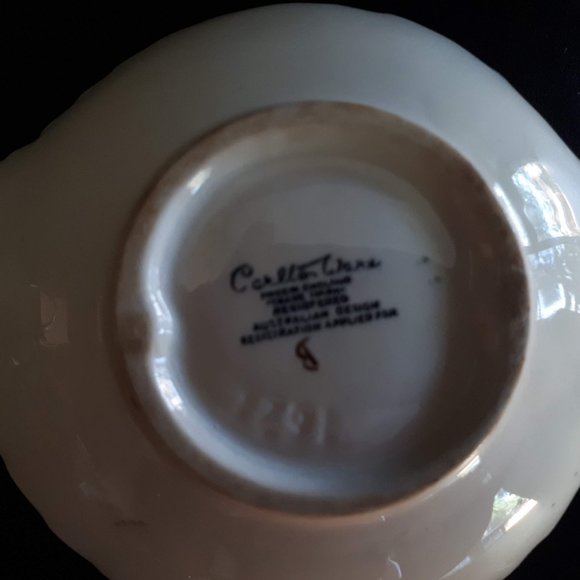 Carlton Ware
MADE IN ENGLAND
"TRADE MARK"
REGISTERED
AUSTRALIAN DESIGN
REGISTRATION APPLIED FOR